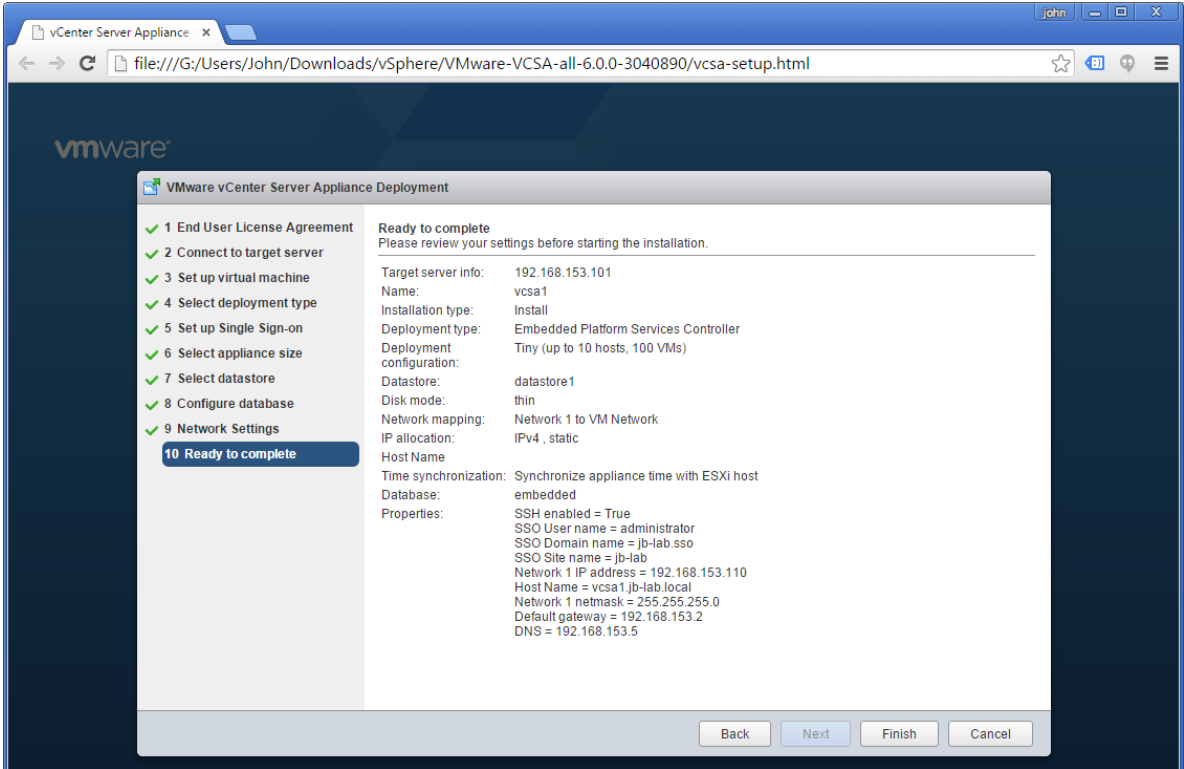 john
vCenter Server Appliance
file:///G:/Users/John/Downloads/vSphere/VMware-VCSA-all-6.0.0-3040890/vcsa-setup.html
vmware
VMware vCenter Server Appliance Deployment
1 End User License Agreement
2 Connect to target server
3 Set up virtual machine
4 Select deployment type
5 Set up Single Sign-on
6 Select appliance size
7 Select datastore
8 Configure database
9 Network Settings
10 Ready to complete
Ready to complete
Please review your settings before starting the installation.
Target server info: 192.168.153.101
Name: vcsa1
Installation type: Install
Deployment type: Embedded Platform Services Controller
Deployment Tiny (up to 10 hosts, 100 VMs)
configuration:
Datastore: datastore1
Disk mode: thin
Network mapping: Network 1 to VM Network
IP allocation: IPv4 , static
Host Name
Time synchronization: Synchronize appliance time with ESXi host
Database: embedded
Properties: SSH enabled = True
SSO User name = administrator
SSO Domain name = jb-lab.sso
SSO Site name = jb-lab
Network 1 IP address = 192.168.153.110
Host Name = vcsa1.jb-lab.local
Network 1 netmask = 255.255.255.0
Default gateway = 192.168.153.2
DNS = 192.168.153.5
Back Next Finish Cancel